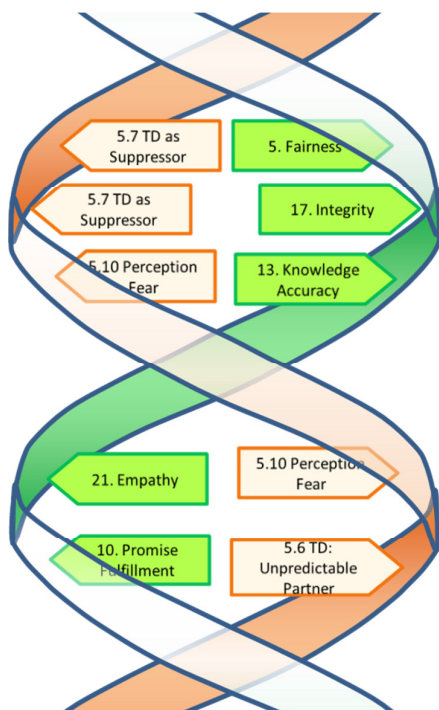 5.7 TD as
Suppressor
5. Fairness
5.7 TD as
Suppressor
17. Integrity
5.10 Perception
Fear
13. Knowledge
Accuracy
21. Empathy
5.10 Perception
Fear
10. Promise
Fulfillment
5.6 TD:
Unpredictable
Partner